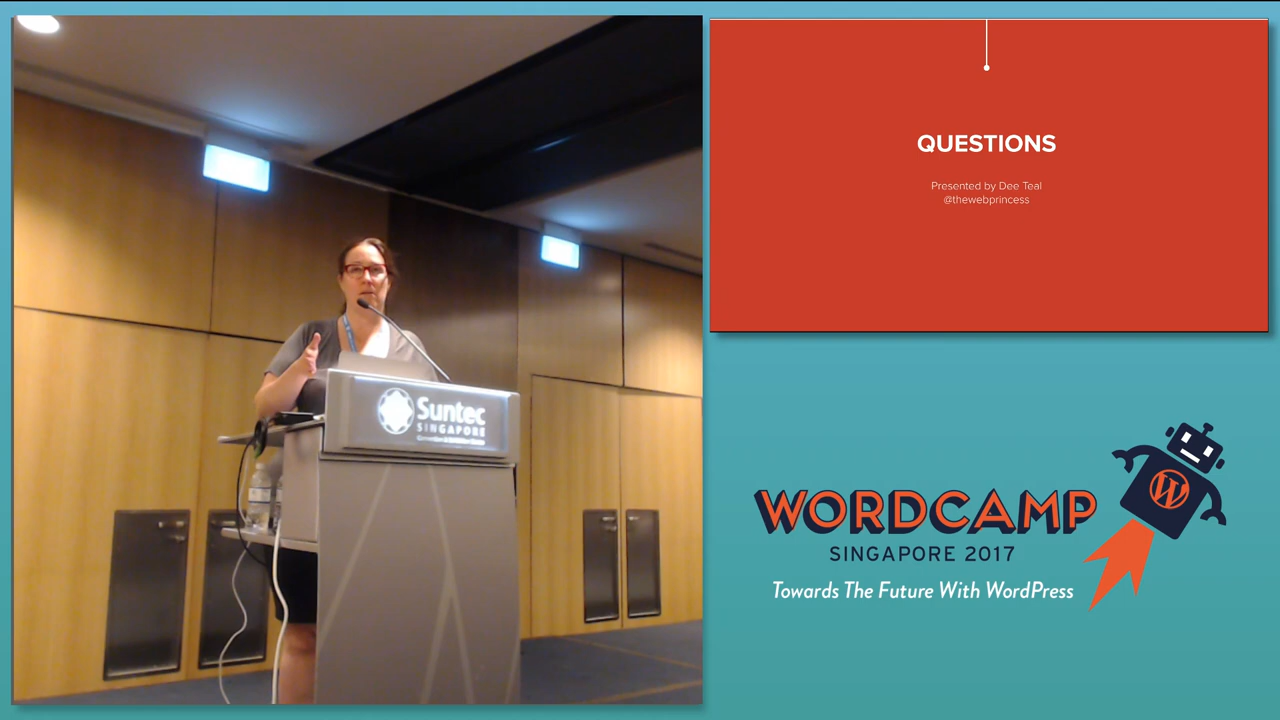 Suntec
SINGAPORE
QUESTIONS
Presented by Dee Teal
@thewebprincess
WORDCAMP
SINGAPORE 2017
Towards The Future With WordPress